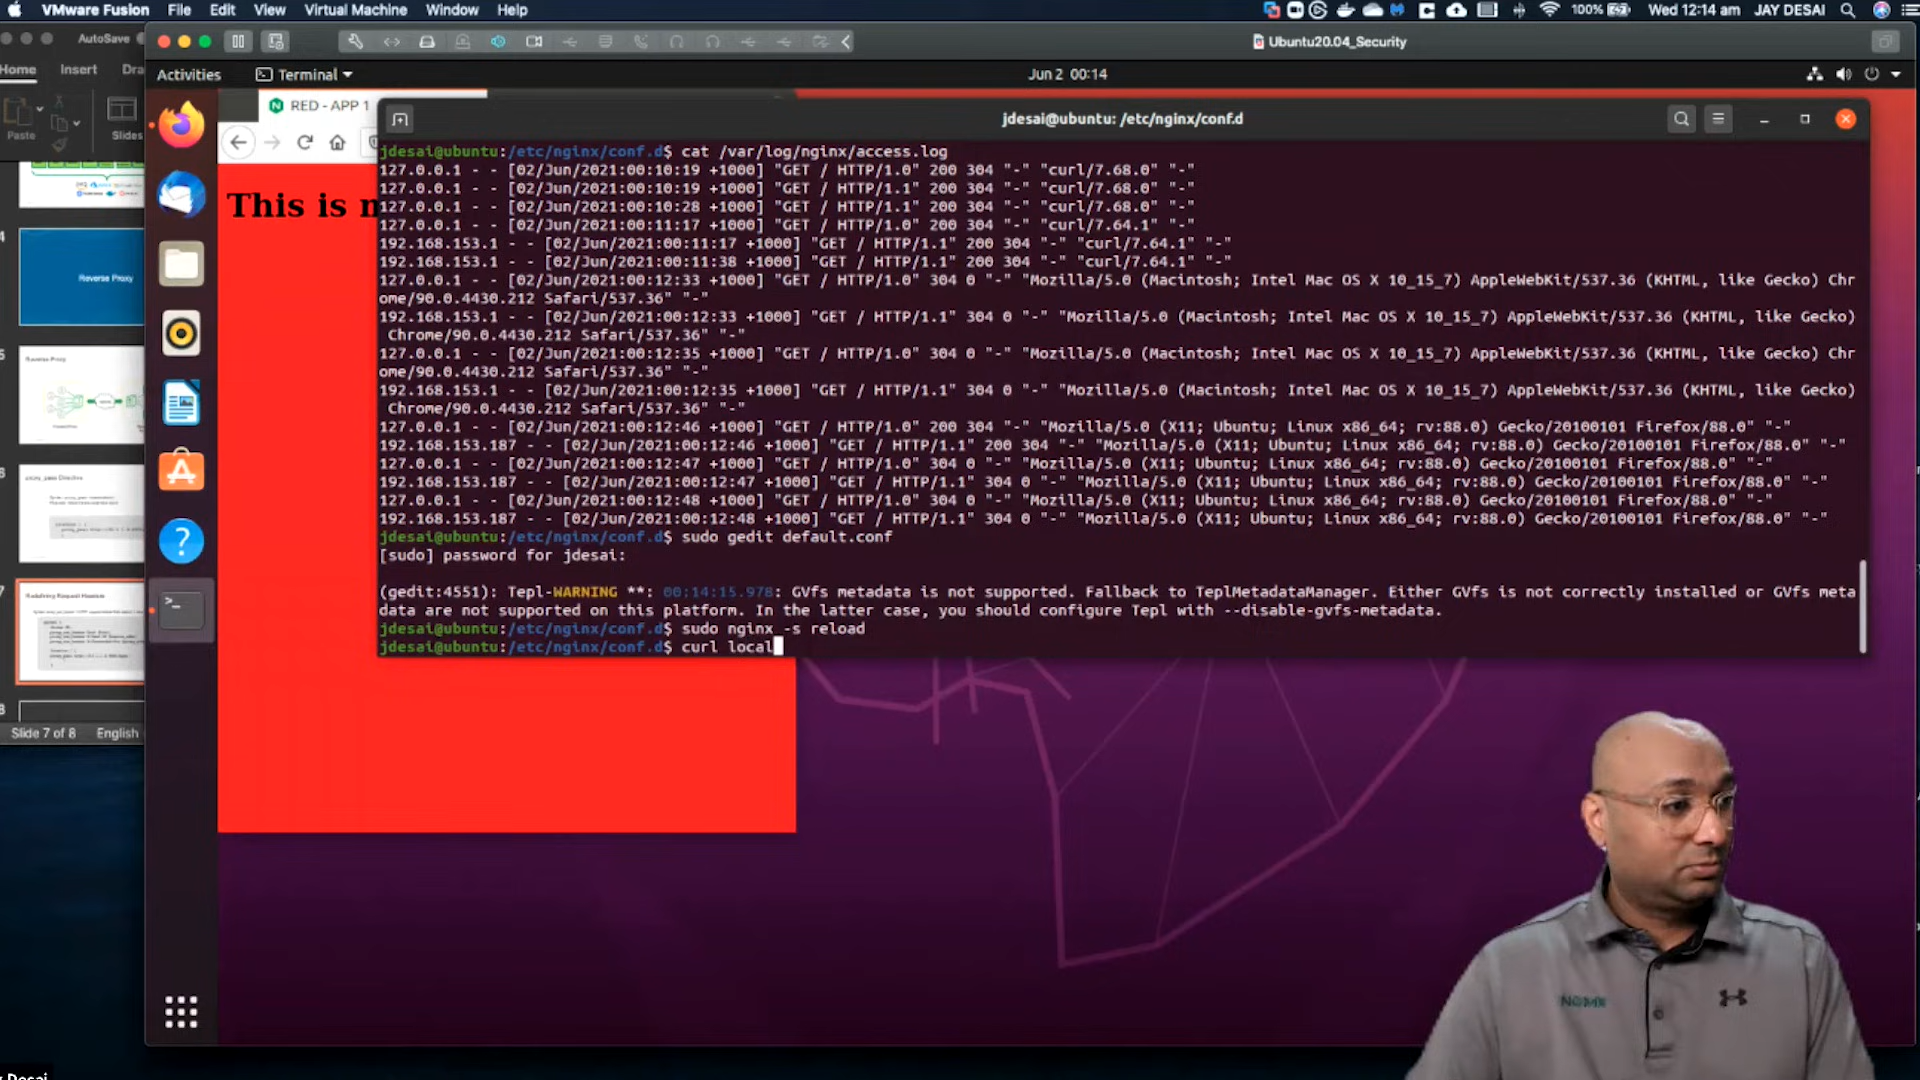 VMware Fusion File Edit View Virtual Machine Window Help 100% Wed 12:14 am JAY DESAI
AutoSave
Ubuntu20.04_Security
Home Insert Dra
Activities Terminal Jun 2 00:14
Paste Slides
RED - APP 1
jdesai@ubuntu: /etc/nginx/conf.d
This is m
jdesai@ubuntu:/etc/nginx/conf.d$ cat /var/log/nginx/access.log
127.0.0.1 - - [02/Jun/2021:00:10:19 +1000] "GET / HTTP/1.0" 200 304 "-" "curl/7.68.0" "-"
127.0.0.1 - - [02/Jun/2021:00:10:19 +1000] "GET / HTTP/1.1" 200 304 "-" "curl/7.68.0" "-"
127.0.0.1 - - [02/Jun/2021:00:10:28 +1000] "GET / HTTP/1.1" 200 304 "-" "curl/7.68.0" "-"
127.0.0.1 - - [02/Jun/2021:00:11:17 +1000] "GET / HTTP/1.0" 200 304 "-" "curl/7.64.1" "-"
192.168.153.1 - - [02/Jun/2021:00:11:17 +1000] "GET / HTTP/1.1" 200 304 "-" "curl/7.64.1" "-"
192.168.153.1 - - [02/Jun/2021:00:11:38 +1000] "GET / HTTP/1.1" 200 304 "-" "curl/7.64.1" "-"
127.0.0.1 - - [02/Jun/2021:00:12:33 +1000] "GET / HTTP/1.0" 304 0 "-" "Mozilla/5.0 (Macintosh; Intel Mac OS X 10_15_7) AppleWebKit/537.36 (KHTML, like Gecko) Chr
ome/90.0.4430.212 Safari/537.36" "-"
192.168.153.1 - - [02/Jun/2021:00:12:33 +1000] "GET / HTTP/1.1" 304 0 "-" "Mozilla/5.0 (Macintosh; Intel Mac OS X 10_15_7) AppleWebKit/537.36 (KHTML, like Gecko)
Chrome/90.0.4430.212 Safari/537.36" "-"
127.0.0.1 - - [02/Jun/2021:00:12:35 +1000] "GET / HTTP/1.0" 304 0 "-" "Mozilla/5.0 (Macintosh; Intel Mac OS X 10_15_7) AppleWebKit/537.36 (KHTML, like Gecko) Chr
ome/90.0.4430.212 Safari/537.36" "-"
192.168.153.1 - - [02/Jun/2021:00:12:35 +1000] "GET / HTTP/1.1" 304 0 "-" "Mozilla/5.0 (Macintosh; Intel Mac OS X 10_15_7) AppleWebKit/537.36 (KHTML, like Gecko)
Chrome/90.0.4430.212 Safari/537.36" "-"
127.0.0.1 - - [02/Jun/2021:00:12:46 +1000] "GET / HTTP/1.0" 200 304 "-" "Mozilla/5.0 (X11; Ubuntu; Linux x86_64; rv:88.0) Gecko/20100101 Firefox/88.0" "-"
192.168.153.187 - - [02/Jun/2021:00:12:46 +1000] "GET / HTTP/1.1" 200 304 "-" "Mozilla/5.0 (X11; Ubuntu; Linux x86_64; rv:88.0) Gecko/20100101 Firefox/88.0" "-"
127.0.0.1 - - [02/Jun/2021:00:12:47 +1000] "GET / HTTP/1.0" 304 0 "-" "Mozilla/5.0 (X11; Ubuntu; Linux x86_64; rv:88.0) Gecko/20100101 Firefox/88.0" "-"
192.168.153.187 - - [02/Jun/2021:00:12:47 +1000] "GET / HTTP/1.1" 304 0 "-" "Mozilla/5.0 (X11; Ubuntu; Linux x86_64; rv:88.0) Gecko/20100101 Firefox/88.0" "-"
127.0.0.1 - - [02/Jun/2021:00:12:48 +1000] "GET / HTTP/1.0" 304 0 "-" "Mozilla/5.0 (X11; Ubuntu; Linux x86_64; rv:88.0) Gecko/20100101 Firefox/88.0" "-"
192.168.153.187 - - [02/Jun/2021:00:12:48 +1000] "GET / HTTP/1.1" 304 0 "-" "Mozilla/5.0 (X11; Ubuntu; Linux x86_64; rv:88.0) Gecko/20100101 Firefox/88.0" "-"
jdesai@ubuntu:/etc/nginx/conf.d$ sudo gedit default.conf
[sudo] password for jdesai:
(gedit:4551): Tepl-WARNING **: 00:14:15.978: GVfs metadata is not supported. Fallback to TeplMetadataManager. Either GVfs is not correctly installed or GVfs meta
data are not supported on this platform. In the latter case, you should configure Tepl with --disable-gvfs-metadata.
jdesai@ubuntu:/etc/nginx/conf.d$ sudo nginx -s reload
jdesai@ubuntu:/etc/nginx/conf.d$ curl local
4
Reverse Proxy
5
Reverse Proxy
6
proxy_pass Directive
7
Redefining Request Headers
8
Slide 7 of 8 English
NGINX
Desai